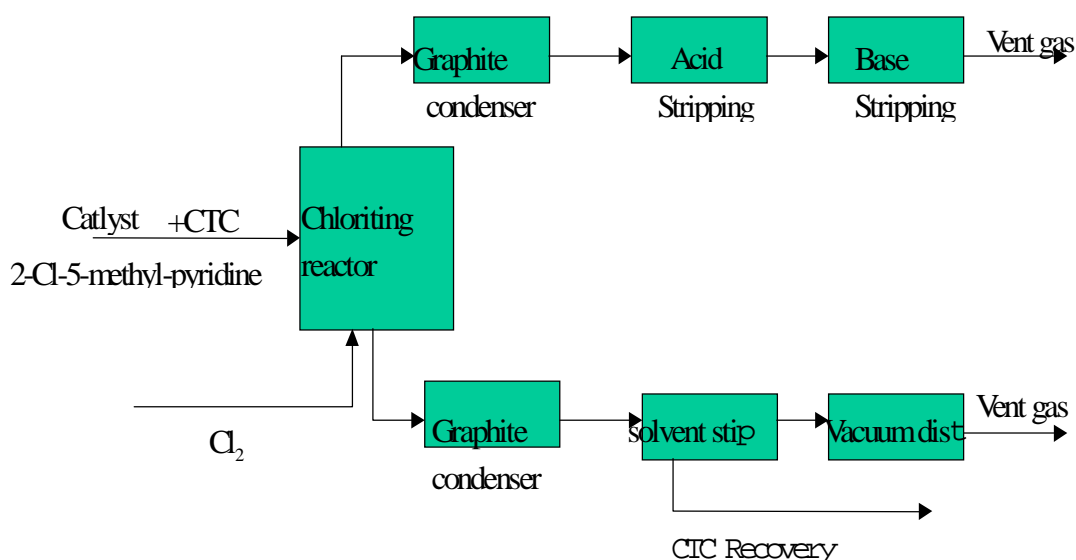 Graphite
condenser
Acid
Stripping
Base
Stripping
Vent gas
Catlyst +CTC
2-Cl-5-methyl-pyridine
Chloriting
reactor
Cl2
Graphite
condenser
solvent stip
Vacuum dist
Vent gas
CTC Recovery